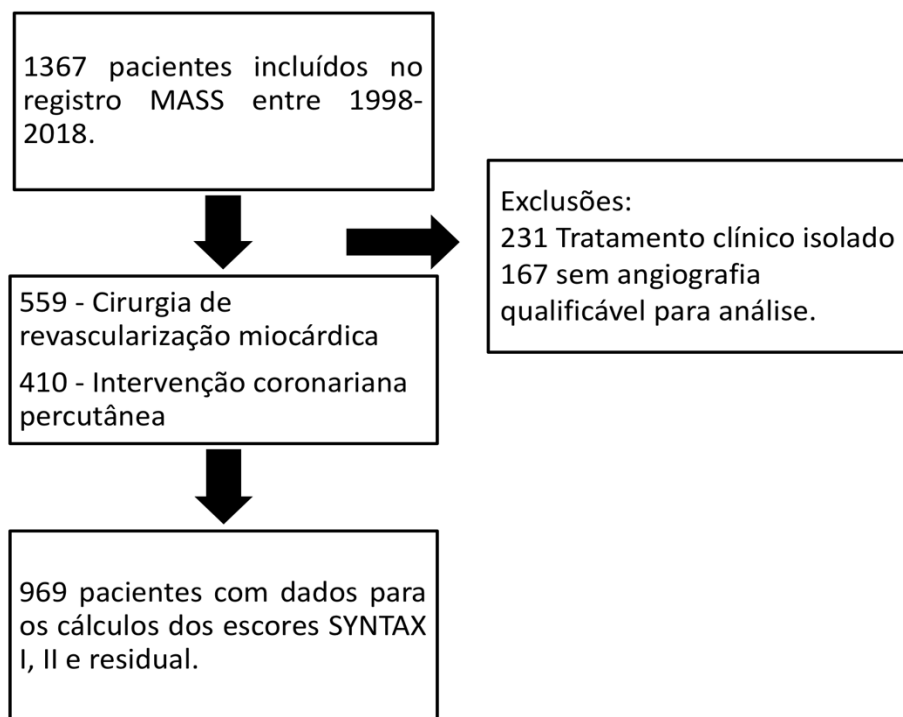 1367 pacientes incluídos no
registro MASS entre 1998-
2018.
Exclusões:
231 Tratamento clínico isolado
167 sem angiografia
qualificável para análise.
559 - Cirurgia de
revascularização miocárdica
410 - Intervenção coronariana
percutânea
969 pacientes com dados para
os cálculos dos escores SYNTAX
I, II e residual.